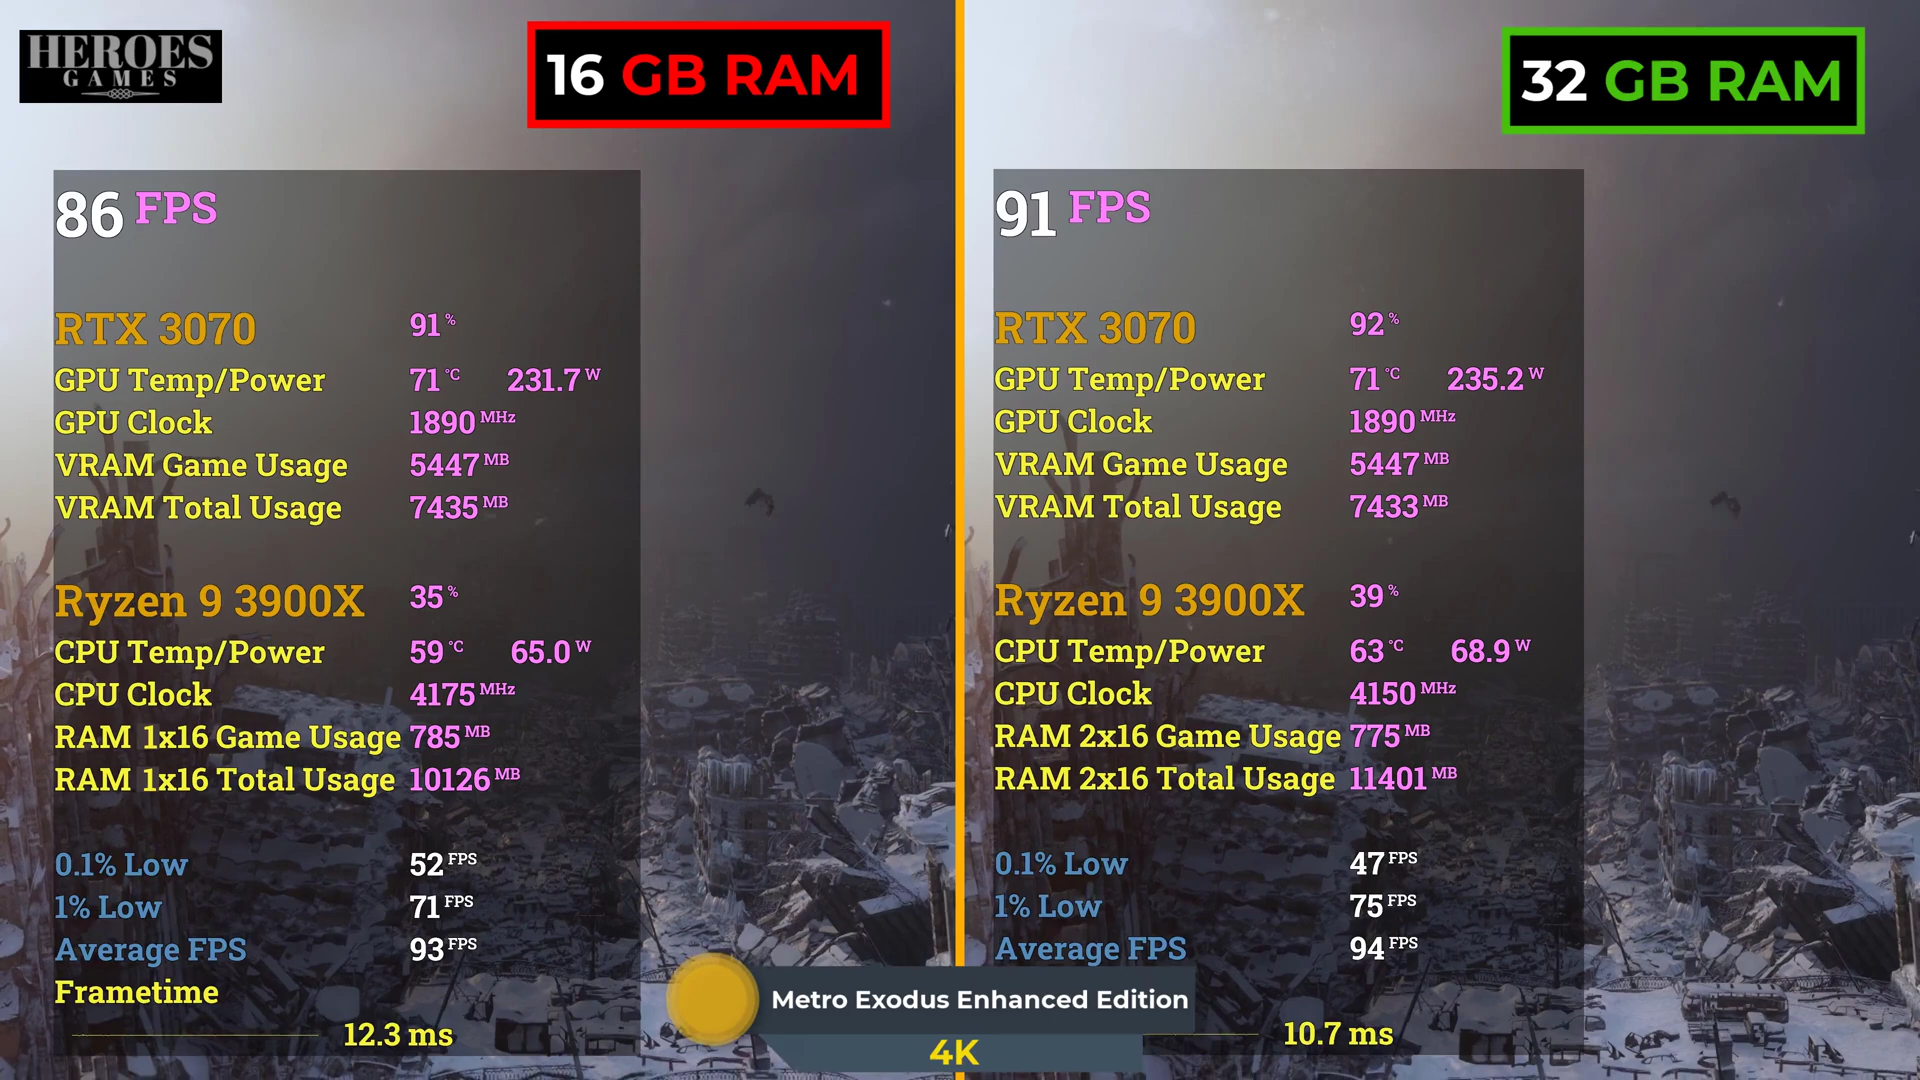 HEROES
GAMES
16 GB RAM
86 FPS
RTX 3070 91 %
GPU Temp/Power 71 °C 231.7 W
GPU Clock 1890 MHz
VRAM Game Usage 5447 MB
VRAM Total Usage 7435 MB
Ryzen 9 3900X 35 %
CPU Temp/Power 59 °C 65.0 W
CPU Clock 4175 MHz
RAM 1x16 Game Usage 785 MB
RAM 1x16 Total Usage 10126 MB
0.1% Low 52 FPS
1% Low 71 FPS
Average FPS 93 FPS
Frametime
12.3 ms
32 GB RAM
91 FPS
RTX 3070 92 %
GPU Temp/Power 71 °C 235.2 W
GPU Clock 1890 MHz
VRAM Game Usage 5447 MB
VRAM Total Usage 7433 MB
Ryzen 9 3900X 39 %
CPU Temp/Power 63 °C 68.9 W
CPU Clock 4150 MHz
RAM 2x16 Game Usage 775 MB
RAM 2x16 Total Usage 11401 MB
0.1% Low 47 FPS
1% Low 75 FPS
Average FPS 94 FPS
10.7 ms
Metro Exodus Enhanced Edition
4K